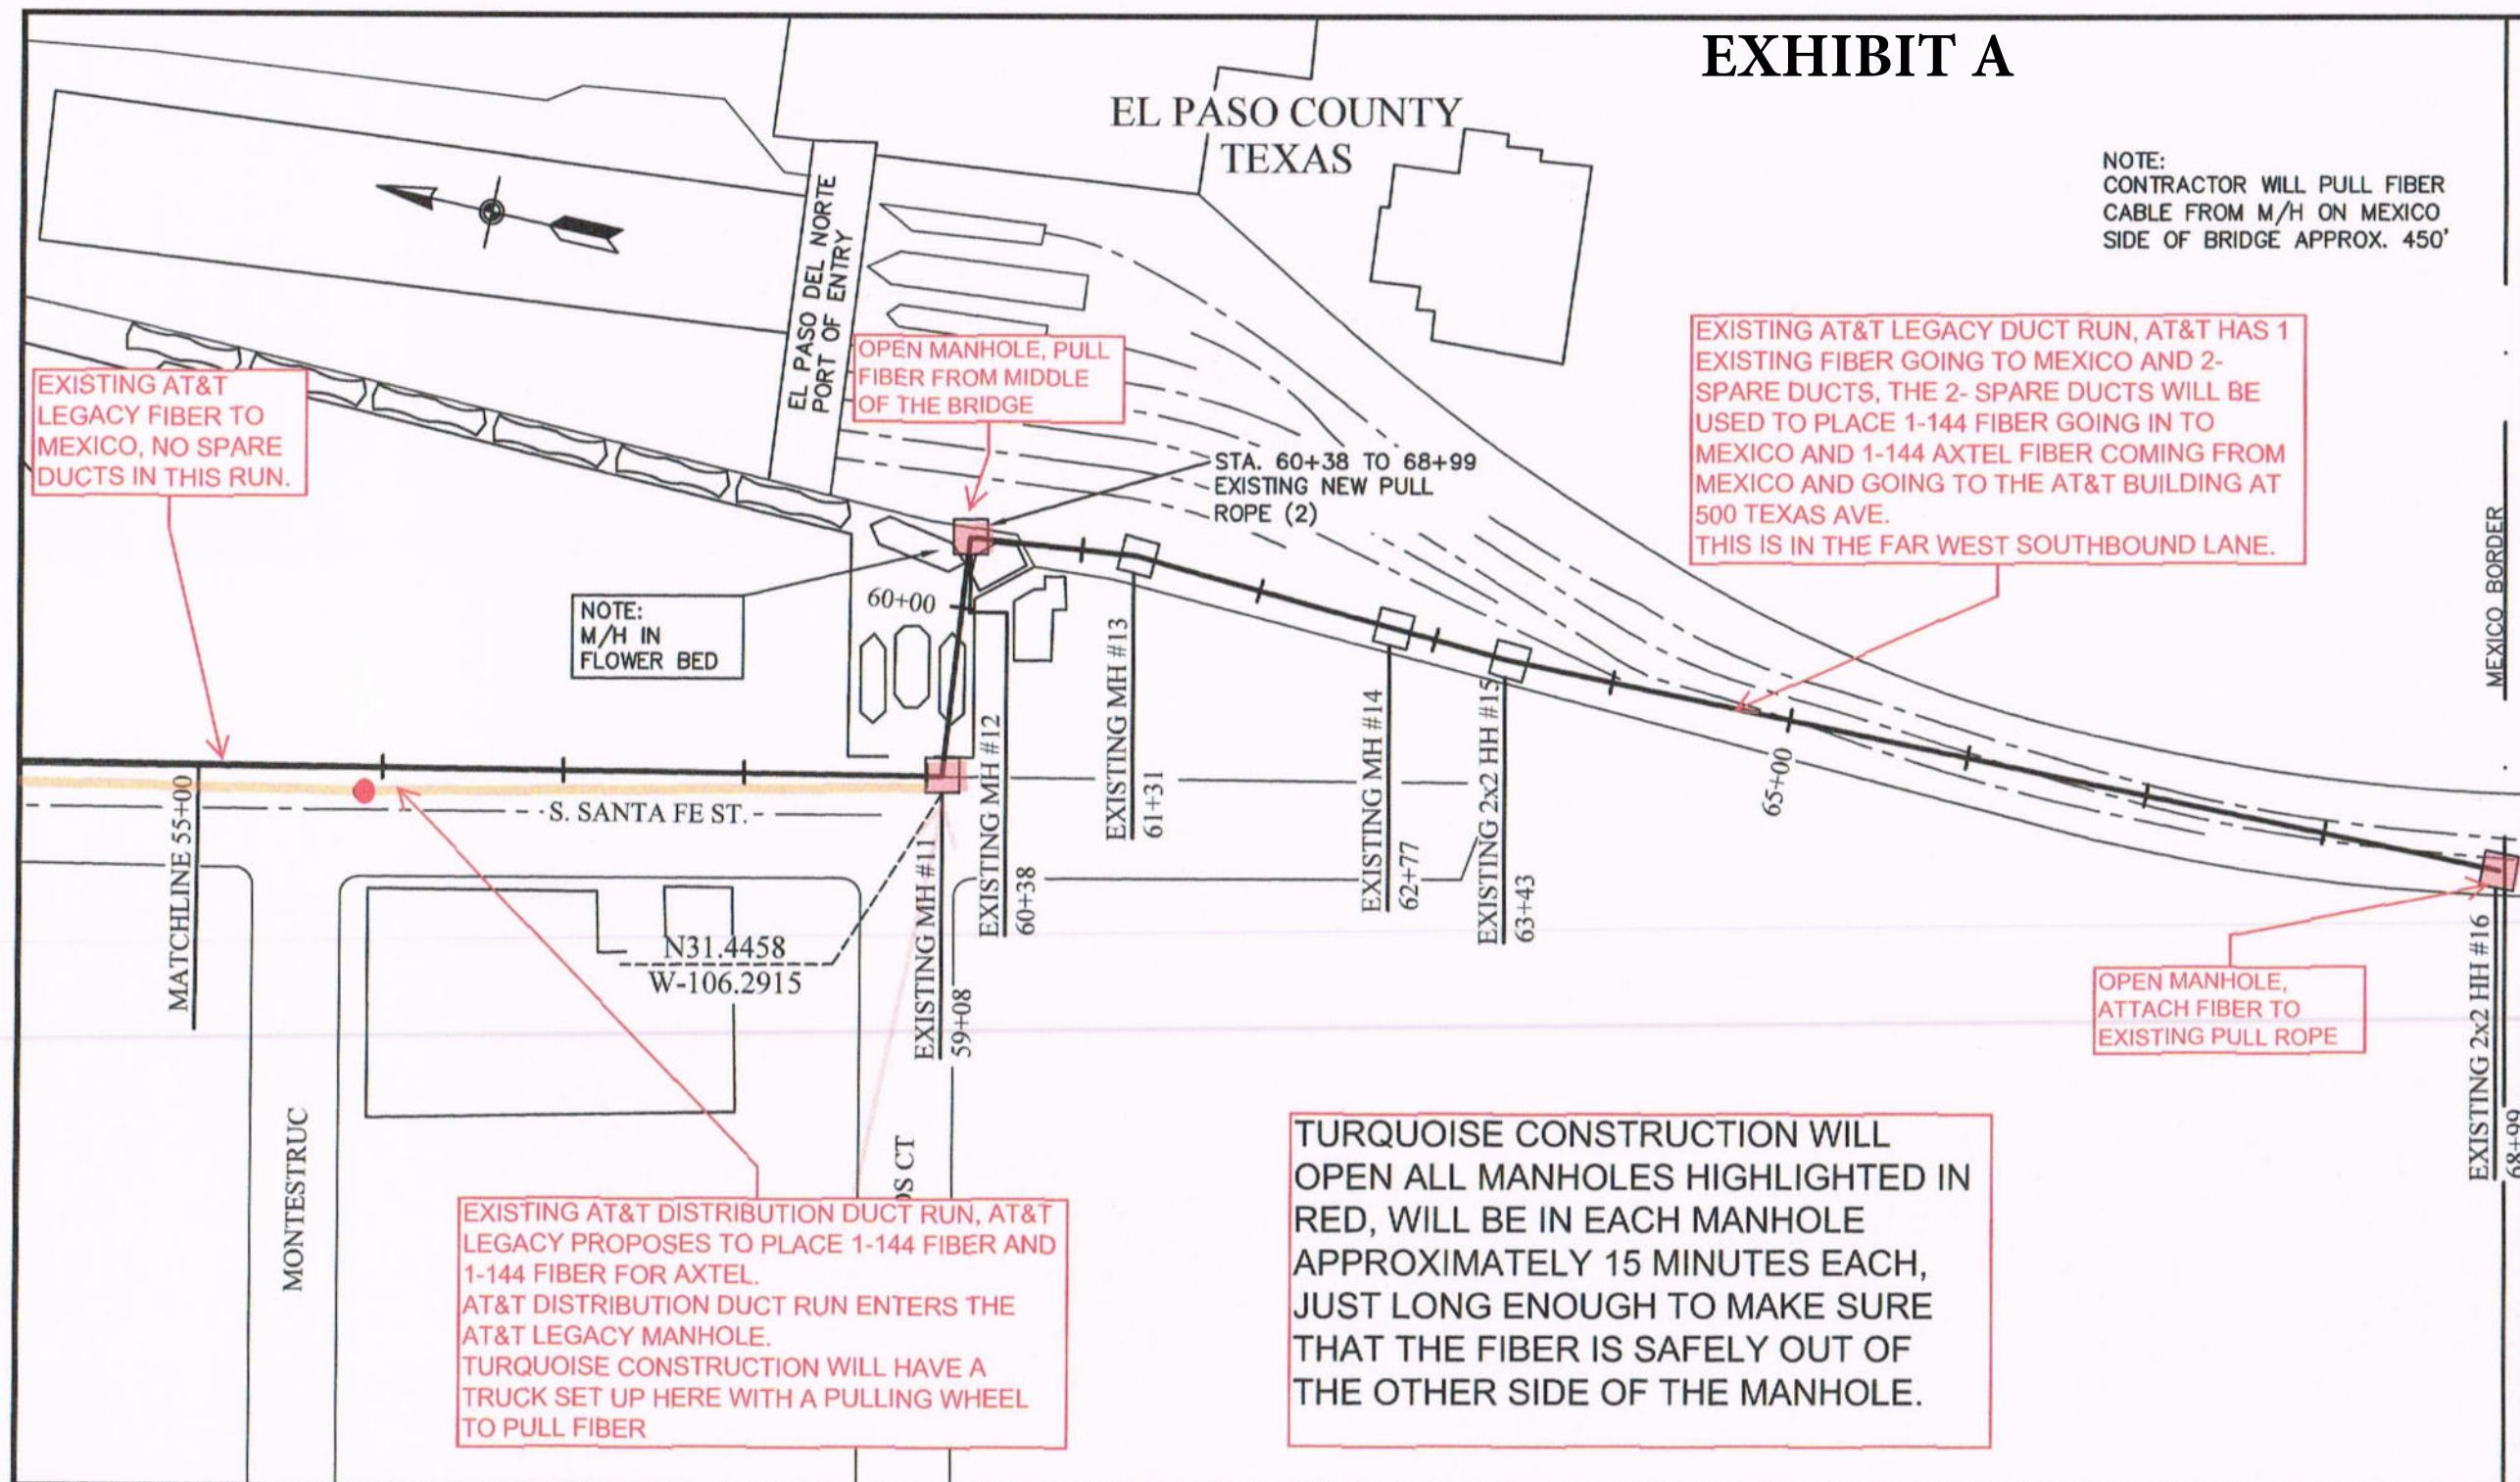 EXHIBIT A
EL PASO COUNTY
TEXAS
NOTE:
CONTRACTOR WILL PULL FIBER
CABLE FROM M/H ON MEXICO
SIDE OF BRIDGE APPROX. 450'
EL PASO DEL NORTE
PORT OF ENTRY
OPEN MANHOLE, PULL
FIBER FROM MIDDLE
OF THE BRIDGE
EXISTING AT&T LEGACY DUCT RUN, AT&T HAS 1
EXISTING FIBER GOING TO MEXICO AND 2-
SPARE DUCTS, THE 2- SPARE DUCTS WILL BE
USED TO PLACE 1-144 FIBER GOING IN TO
MEXICO AND 1-144 AXTEL FIBER COMING FROM
MEXICO AND GOING TO THE AT&T BUILDING AT
500 TEXAS AVE.
THIS IS IN THE FAR WEST SOUTHBOUND LANE.
EXISTING AT&T
LEGACY FIBER TO
MEXICO, NO SPARE
DUCTS IN THIS RUN.
STA. 60+38 TO 68+99
EXISTING NEW PULL
ROPE (2)
MEXICO BORDER
NOTE:
M/H IN
FLOWER BED
60+00
65+00
S. SANTA FE ST.
MATCHLINE 55+00
EXISTING MH #11
59+08
EXISTING MH #12
60+38
EXISTING MH #13
61+31
EXISTING MH #14
62+77
EXISTING 2x2 HH #15
63+43
EXISTING 2x2 HH #16
68+99
N31.4458
W-106.2915
OPEN MANHOLE,
ATTACH FIBER TO
EXISTING PULL ROPE
MONTESTRUC
OS CT
EXISTING AT&T DISTRIBUTION DUCT RUN, AT&T
LEGACY PROPOSES TO PLACE 1-144 FIBER AND
1-144 FIBER FOR AXTEL.
AT&T DISTRIBUTION DUCT RUN ENTERS THE
AT&T LEGACY MANHOLE.
TURQUOISE CONSTRUCTION WILL HAVE A
TRUCK SET UP HERE WITH A PULLING WHEEL
TO PULL FIBER
TURQUOISE CONSTRUCTION WILL
OPEN ALL MANHOLES HIGHLIGHTED IN
RED, WILL BE IN EACH MANHOLE
APPROXIMATELY 15 MINUTES EACH,
JUST LONG ENOUGH TO MAKE SURE
THAT THE FIBER IS SAFELY OUT OF
THE OTHER SIDE OF THE MANHOLE.